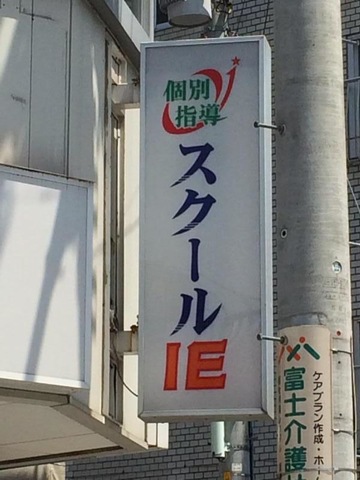 個別
指導
スクール
IE
ケアプラン作成・ホ
富士介護